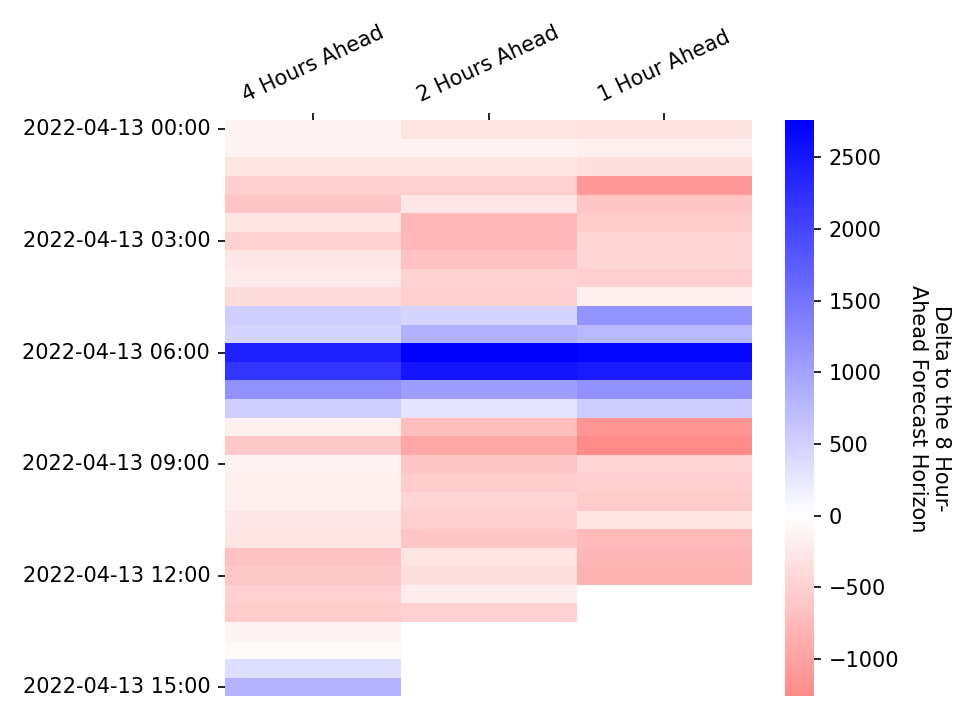 4 Hours Ahead
2 Hours Ahead
1 Hour Ahead
2022-04-13 00:00
2022-04-13 03:00
2022-04-13 06:00
2022-04-13 09:00
2022-04-13 12:00
2022-04-13 15:00
2500
2000
1500
1000
500
0
−500
−1000
Delta to the 8 Hour-
Ahead Forecast Horizon